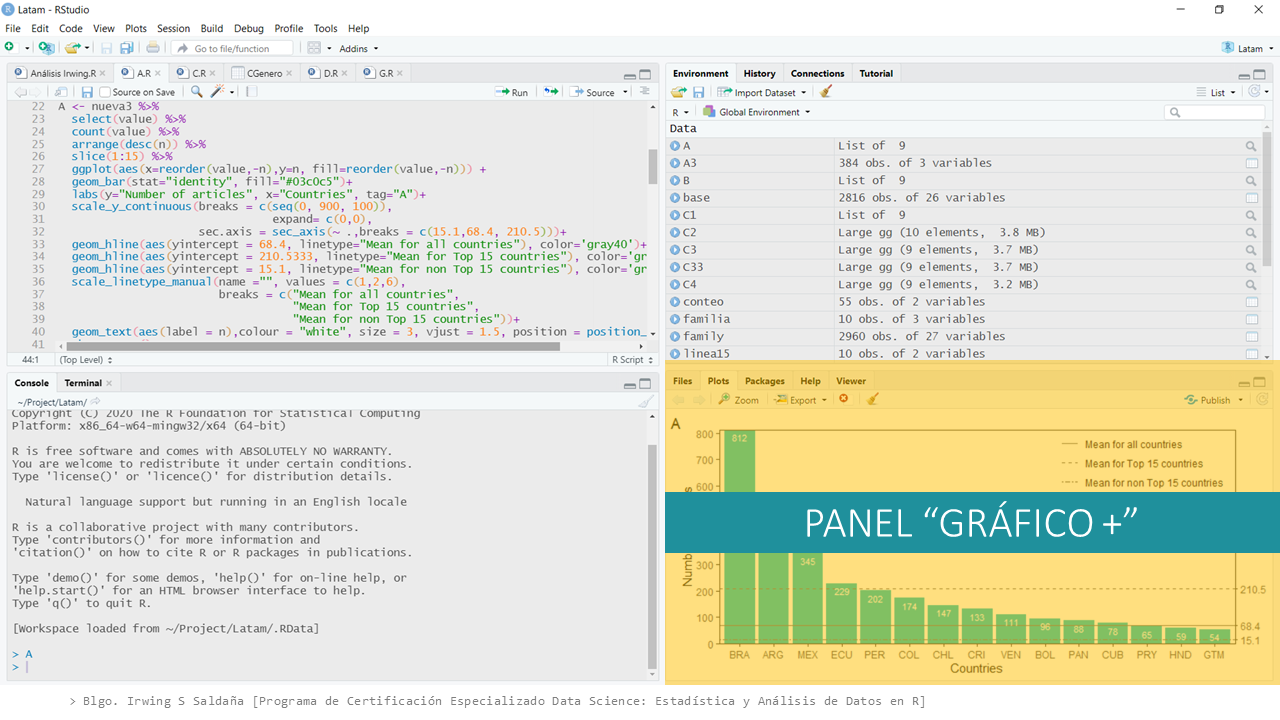 Latam - RStudio
File Edit Code View Plots Session Build Debug Profile Tools Help
Go to file/function Addins Latam
Análisis Irwing.R A.R C.R CGenero D.R G.R
Source on Save Run Source
22 A <- nueva3 %>%
23 select(value) %>%
24 count(value) %>%
25 arrange(desc(n)) %>%
26 slice(1:15) %>%
27 ggplot(aes(x=reorder(value,-n),y=n, fill=reorder(value,-n))) +
28 geom_bar(stat="identity", fill="#03c0c5")+
29 labs(y="Number of articles", x="Countries", tag="A")+
30 scale_y_continuous(breaks = c(seq(0, 900, 100)),
31 expand= c(0,0),
32 sec.axis = sec_axis(~ .,breaks = c(15.1,68.4, 210.5)))+
33 geom_hline(aes(yintercept = 68.4, linetype="Mean for all countries"), color='gray40')+
34 geom_hline(aes(yintercept = 210.5333, linetype="Mean for Top 15 countries"), color='gr
35 geom_hline(aes(yintercept = 15.1, linetype="Mean for non Top 15 countries"), color='gr
36 scale_linetype_manual(name ="", values = c(1,2,6),
37 breaks = c("Mean for all countries",
38 "Mean for Top 15 countries",
39 "Mean for non Top 15 countries"))+
40 geom_text(aes(label = n),colour = "white", size = 3, vjust = 1.5, position = position_
41
44:1 (Top Level) R Script
Console Terminal
~/Project/Latam/
Copyright (C) 2020 The R Foundation for Statistical Computing
Platform: x86_64-w64-mingw32/x64 (64-bit)
R is free software and comes with ABSOLUTELY NO WARRANTY.
You are welcome to redistribute it under certain conditions.
Type 'license()' or 'licence()' for distribution details.
Natural language support but running in an English locale
R is a collaborative project with many contributors.
Type 'contributors()' for more information and
'citation()' on how to cite R or R packages in publications.
Type 'demo()' for some demos, 'help()' for on-line help, or
'help.start()' for an HTML browser interface to help.
Type 'q()' to quit R.
[Workspace loaded from ~/Project/Latam/.RData]
> A
>
Environment History Connections Tutorial
Import Dataset List
R Global Environment
Data
A List of 9
A3 384 obs. of 3 variables
B List of 9
base 2816 obs. of 26 variables
C1 List of 9
C2 Large gg (10 elements, 3.8 MB)
C3 Large gg (9 elements, 3.7 MB)
C33 Large gg (9 elements, 3.7 MB)
C4 Large gg (9 elements, 3.2 MB)
conteo 55 obs. of 2 variables
familia 10 obs. of 3 variables
family 2960 obs. of 27 variables
linea15 10 obs. of 2 variables
Files Plots Packages Help Viewer
Zoom Export Publish
A
800 812 Mean for all countries
700 Mean for Top 15 countries
600 Mean for non Top 15 countries
PANEL “GRÁFICO +”
300 345
200 229 202 174 147 133 111 96 88 78 65 59 54 210.5
100 68.4
0 15.1
BRA ARG MEX ECU PER COL CHL CRI VEN BOL PAN CUB PRY HND GTM
Countries
> Blgo. Irwing S Saldaña [Programa de Certificación Especializado Data Science: Estadística y Análisis de Datos en R]